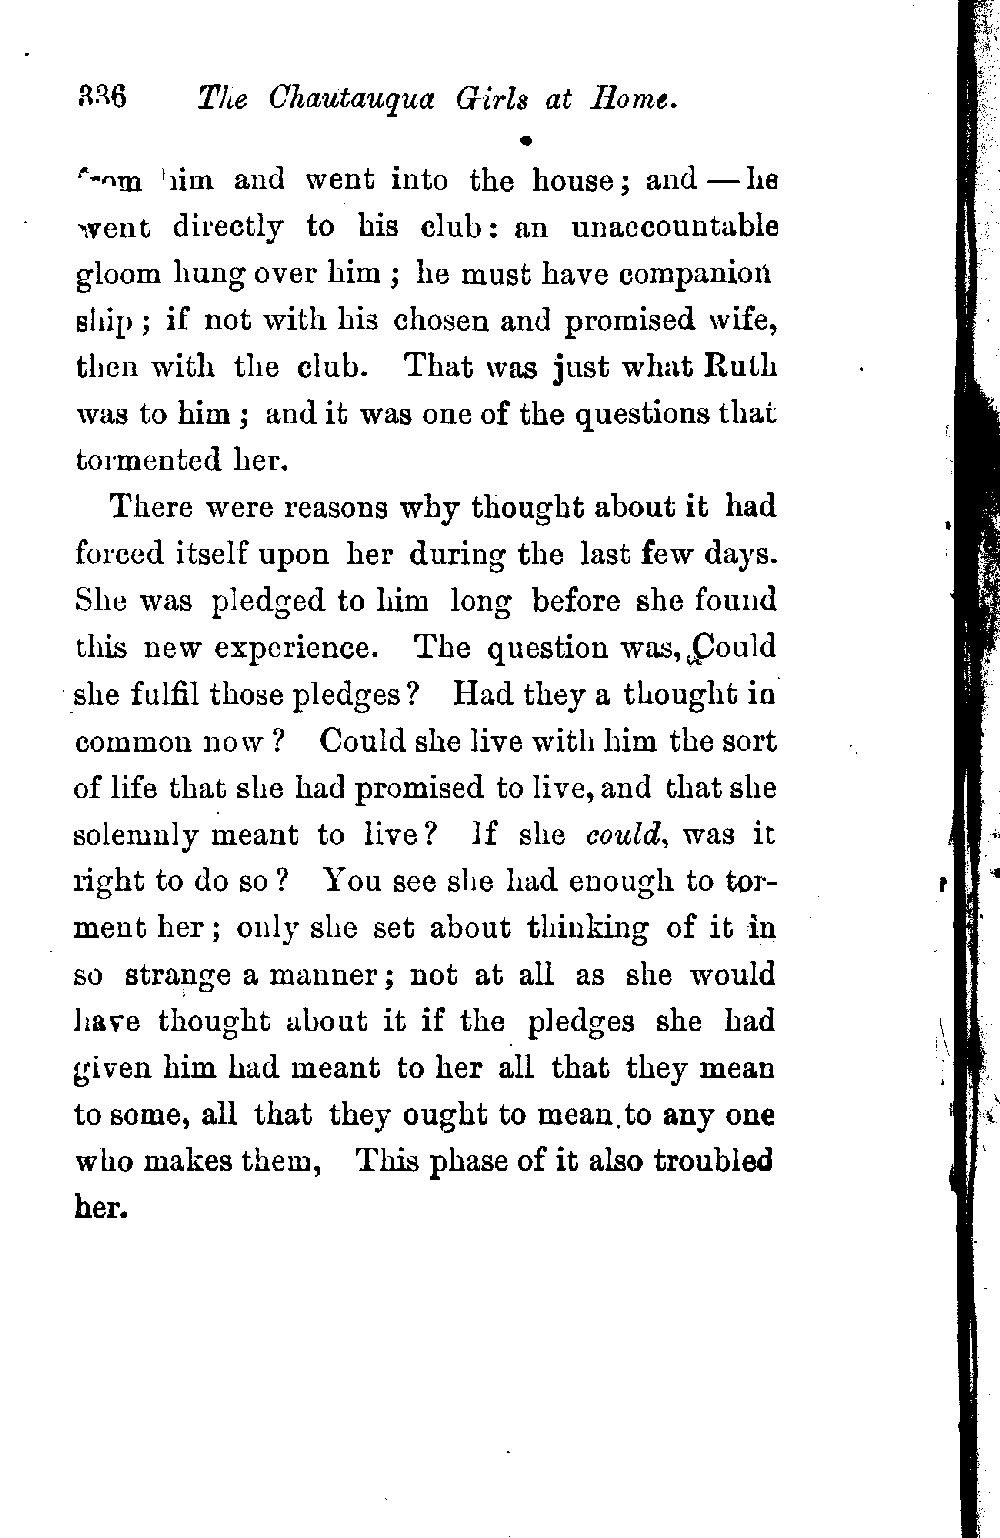 336 The Chautauqua Girls at Home.
from him and went into the house; and — he
went directly to his club: an unaccountable
gloom hung over him; he must have companion
ship; if not with his chosen and promised wife,
then with the club. That was just what Ruth
was to him; and it was one of the questions that
tormented her.
There were reasons why thought about it had
forced itself upon her during the last few days.
She was pledged to him long before she found
this new experience. The question was, Could
she fulfil those pledges? Had they a thought in
common now? Could she live with him the sort
of life that she had promised to live, and that she
solemnly meant to live? If she could, was it
right to do so? You see she had enough to tor-
ment her; only she set about thinking of it in
so strange a manner; not at all as she would
have thought about it if the pledges she had
given him had meant to her all that they mean
to some, all that they ought to mean to any one
who makes them, This phase of it also troubled
her.